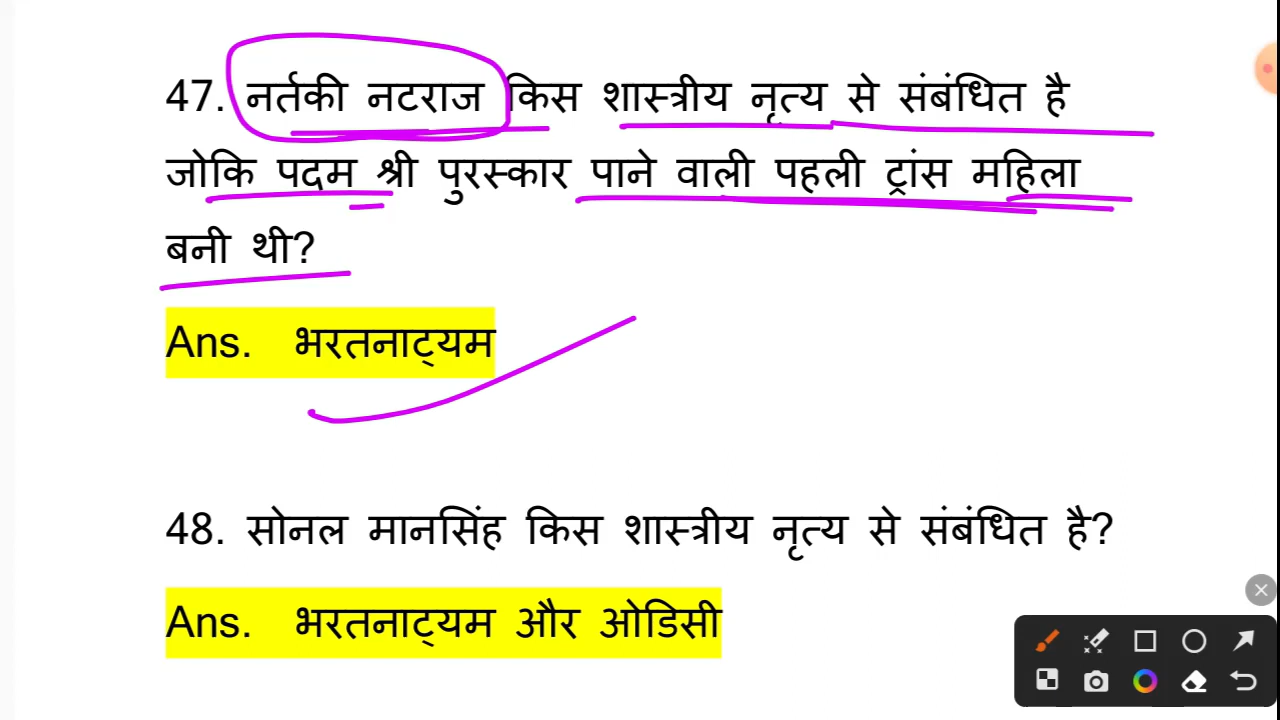 47. नर्तकी नटराज किस शास्त्रीय नृत्य से संबंधित है
जोकि पदम श्री पुरस्कार पाने वाली पहली ट्रांस महिला
बनी थी?
Ans. भरतनाट्यम
48. सोनल मानसिंह किस शास्त्रीय नृत्य से संबंधित है?
Ans. भरतनाट्यम और ओडिसी